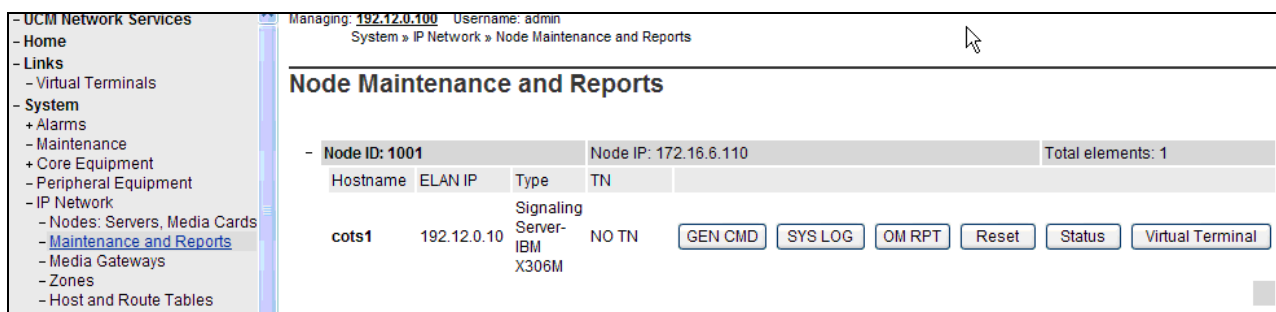 – UCM Network Services
– Home
– Links
– Virtual Terminals
– System
+ Alarms
– Maintenance
+ Core Equipment
– Peripheral Equipment
– IP Network
– Nodes: Servers, Media Cards
– Maintenance and Reports
– Media Gateways
– Zones
– Host and Route Tables
Managing: 192.12.0.100 Username: admin
System » IP Network » Node Maintenance and Reports
Node Maintenance and Reports
– Node ID: 1001 Node IP: 172.16.6.110 Total elements: 1
Hostname ELAN IP Type TN
cots1 192.12.0.10 Signaling Server- IBM X306M NO TN GEN CMD SYS LOG OM RPT Reset Status Virtual Terminal